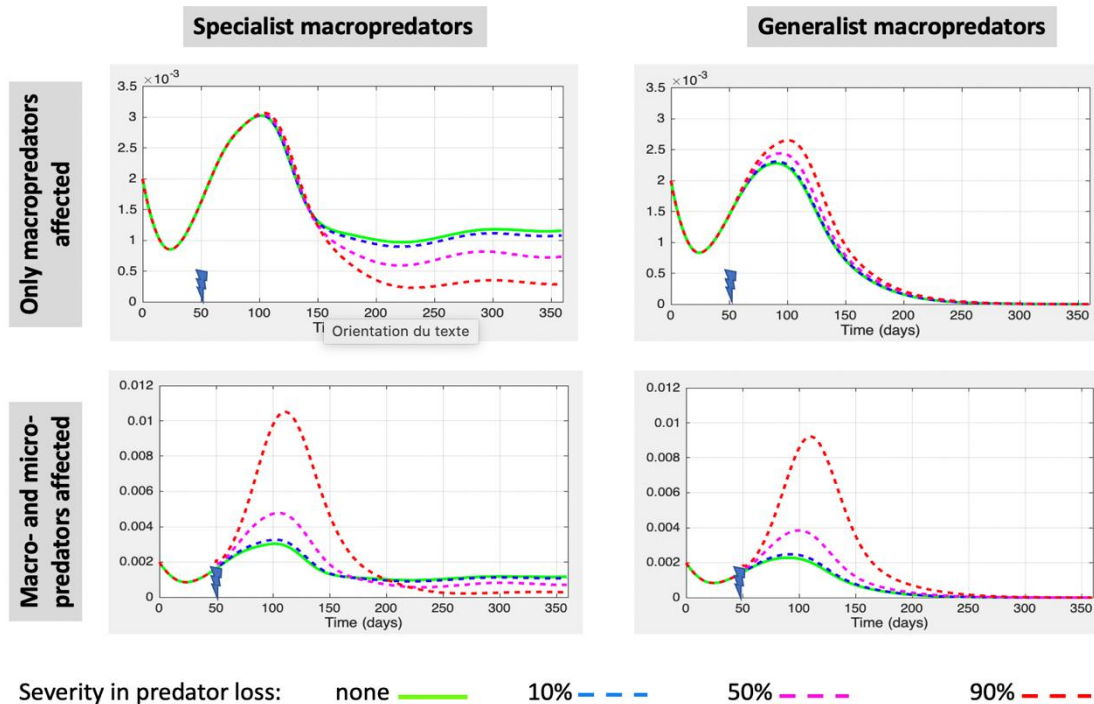 Specialist macropredators
Generalist macropredators
Only macropredators
affected
×10⁻³
3.5
3
2.5
2
1.5
1
0.5
0
0 50 100 150 200 250 300 350
Ti
Orientation du texte
×10⁻³
3.5
3
2.5
2
1.5
1
0.5
0
0 50 100 150 200 250 300 350
Time (days)
Macro- and micro-
predators affected
0.012
0.01
0.008
0.006
0.004
0.002
0
0 50 100 150 200 250 300 350
Time (days)
0.012
0.01
0.008
0.006
0.004
0.002
0
0 50 100 150 200 250 300 350
Time (days)
Severity in predator loss: none 10% 50% 90%